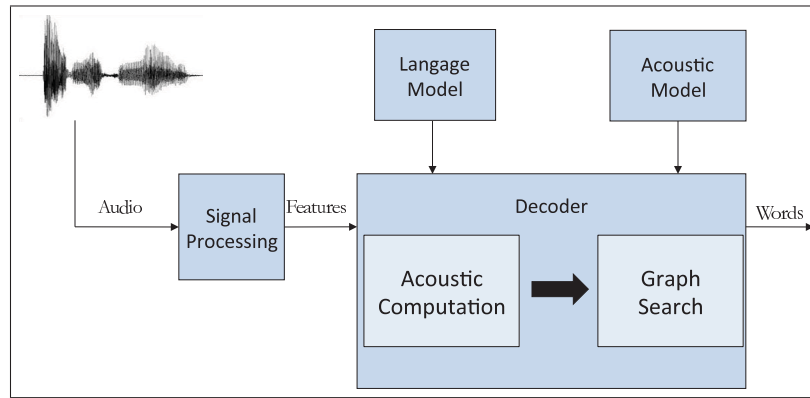 Langage
Model
Acoustic
Model
Audio
Signal
Processing
Features
Decoder
Words
Acoustic
Computation
Graph
Search